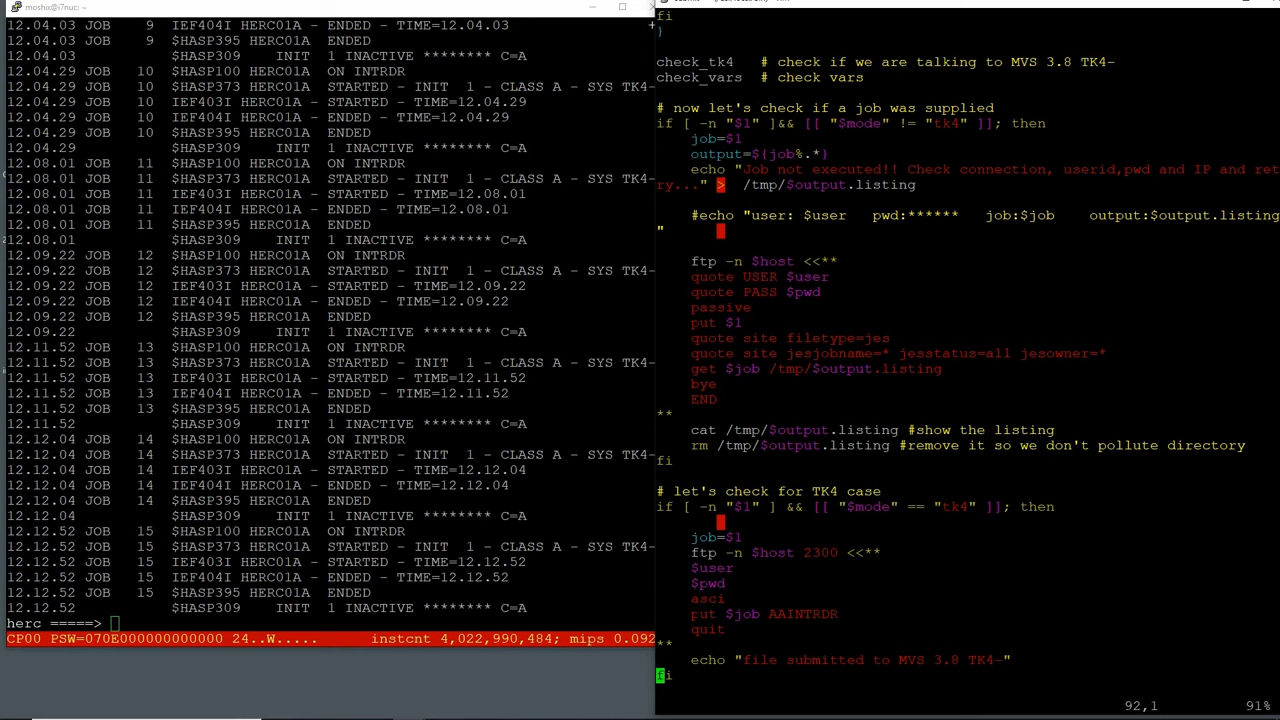 moshix@i7nuc: ~
12.04.03 JOB    9  IEF404I HERC01A - ENDED - TIME=12.04.03
12.04.03 JOB    9  $HASP395 HERC01A  ENDED
12.04.03           $HASP309    INIT  1 INACTIVE ******** C=A
12.04.29 JOB   10  $HASP100 HERC01A  ON INTRDR
12.04.29 JOB   10  $HASP373 HERC01A  STARTED - INIT  1 - CLASS A - SYS TK4-
12.04.29 JOB   10  IEF403I HERC01A - STARTED - TIME=12.04.29
12.04.29 JOB   10  IEF404I HERC01A - ENDED - TIME=12.04.29
12.04.29 JOB   10  $HASP395 HERC01A  ENDED
12.04.29           $HASP309    INIT  1 INACTIVE ******** C=A
12.08.01 JOB   11  $HASP100 HERC01A  ON INTRDR
12.08.01 JOB   11  $HASP373 HERC01A  STARTED - INIT  1 - CLASS A - SYS TK4-
12.08.01 JOB   11  IEF403I HERC01A - STARTED - TIME=12.08.01
12.08.01 JOB   11  IEF404I HERC01A - ENDED - TIME=12.08.01
12.08.01 JOB   11  $HASP395 HERC01A  ENDED
12.08.01           $HASP309    INIT  1 INACTIVE ******** C=A
12.09.22 JOB   12  $HASP100 HERC01A  ON INTRDR
12.09.22 JOB   12  $HASP373 HERC01A  STARTED - INIT  1 - CLASS A - SYS TK4-
12.09.22 JOB   12  IEF403I HERC01A - STARTED - TIME=12.09.22
12.09.22 JOB   12  IEF404I HERC01A - ENDED - TIME=12.09.22
12.09.22 JOB   12  $HASP395 HERC01A  ENDED
12.09.22           $HASP309    INIT  1 INACTIVE ******** C=A
12.11.52 JOB   13  $HASP100 HERC01A  ON INTRDR
12.11.52 JOB   13  $HASP373 HERC01A  STARTED - INIT  1 - CLASS A - SYS TK4-
12.11.52 JOB   13  IEF403I HERC01A - STARTED - TIME=12.11.52
12.11.52 JOB   13  IEF404I HERC01A - ENDED - TIME=12.11.52
12.11.52 JOB   13  $HASP395 HERC01A  ENDED
12.11.52           $HASP309    INIT  1 INACTIVE ******** C=A
12.12.04 JOB   14  $HASP100 HERC01A  ON INTRDR
12.12.04 JOB   14  $HASP373 HERC01A  STARTED - INIT  1 - CLASS A - SYS TK4-
12.12.04 JOB   14  IEF403I HERC01A - STARTED - TIME=12.12.04
12.12.04 JOB   14  IEF404I HERC01A - ENDED - TIME=12.12.04
12.12.04 JOB   14  $HASP395 HERC01A  ENDED
12.12.04           $HASP309    INIT  1 INACTIVE ******** C=A
12.12.52 JOB   15  $HASP100 HERC01A  ON INTRDR
12.12.52 JOB   15  $HASP373 HERC01A  STARTED - INIT  1 - CLASS A - SYS TK4-
12.12.52 JOB   15  IEF403I HERC01A - STARTED - TIME=12.12.52
12.12.52 JOB   15  IEF404I HERC01A - ENDED - TIME=12.12.52
12.12.52 JOB   15  $HASP395 HERC01A  ENDED
12.12.52           $HASP309    INIT  1 INACTIVE ******** C=A
herc =====>
CP00 PSW=070E000000000000 24..W.....      instcnt 4,022,990,484; mips 0.092
fi
}
check_tk4   # check if we are talking to MVS 3.8 TK4-
check_vars  # check vars
# now let's check if a job was supplied
if [ -n "$1" ]&& [[ "$mode" != "tk4" ]]; then
    job=$1
    output=${job%.*}
    echo "Job not executed!! Check connection, userid,pwd and IP and ret
ry..." >  /tmp/$output.listing
    #echo "user: $user   pwd:******   job:$job    output:$output.listing
"
    ftp -n $host <<**
    quote USER $user
    quote PASS $pwd
    passive
    put $1
    quote site filetype=jes
    quote site jesjobname=* jesstatus=all jesowner=*
    get $job /tmp/$output.listing
    bye
    END
**
    cat /tmp/$output.listing #show the listing
    rm /tmp/$output.listing #remove it so we don't pollute directory
fi
# let's check for TK4 case
if [ -n "$1" ] && [[ "$mode" == "tk4" ]]; then
    job=$1
    ftp -n $host 2300 <<**
    $user
    $pwd
    asci
    put $job AAINTRDR
    quit
**
    echo "file submitted to MVS 3.8 TK4-"
fi
92,1          91%